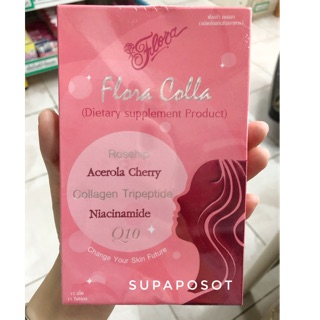 Flora
Flora Colla
(Dietary supplement Product)
Rosehip
Acerola Cherry
Collagen Tripeptide
Niacinamide
Q10
Change Your Skin Future
SUPAPOSOT